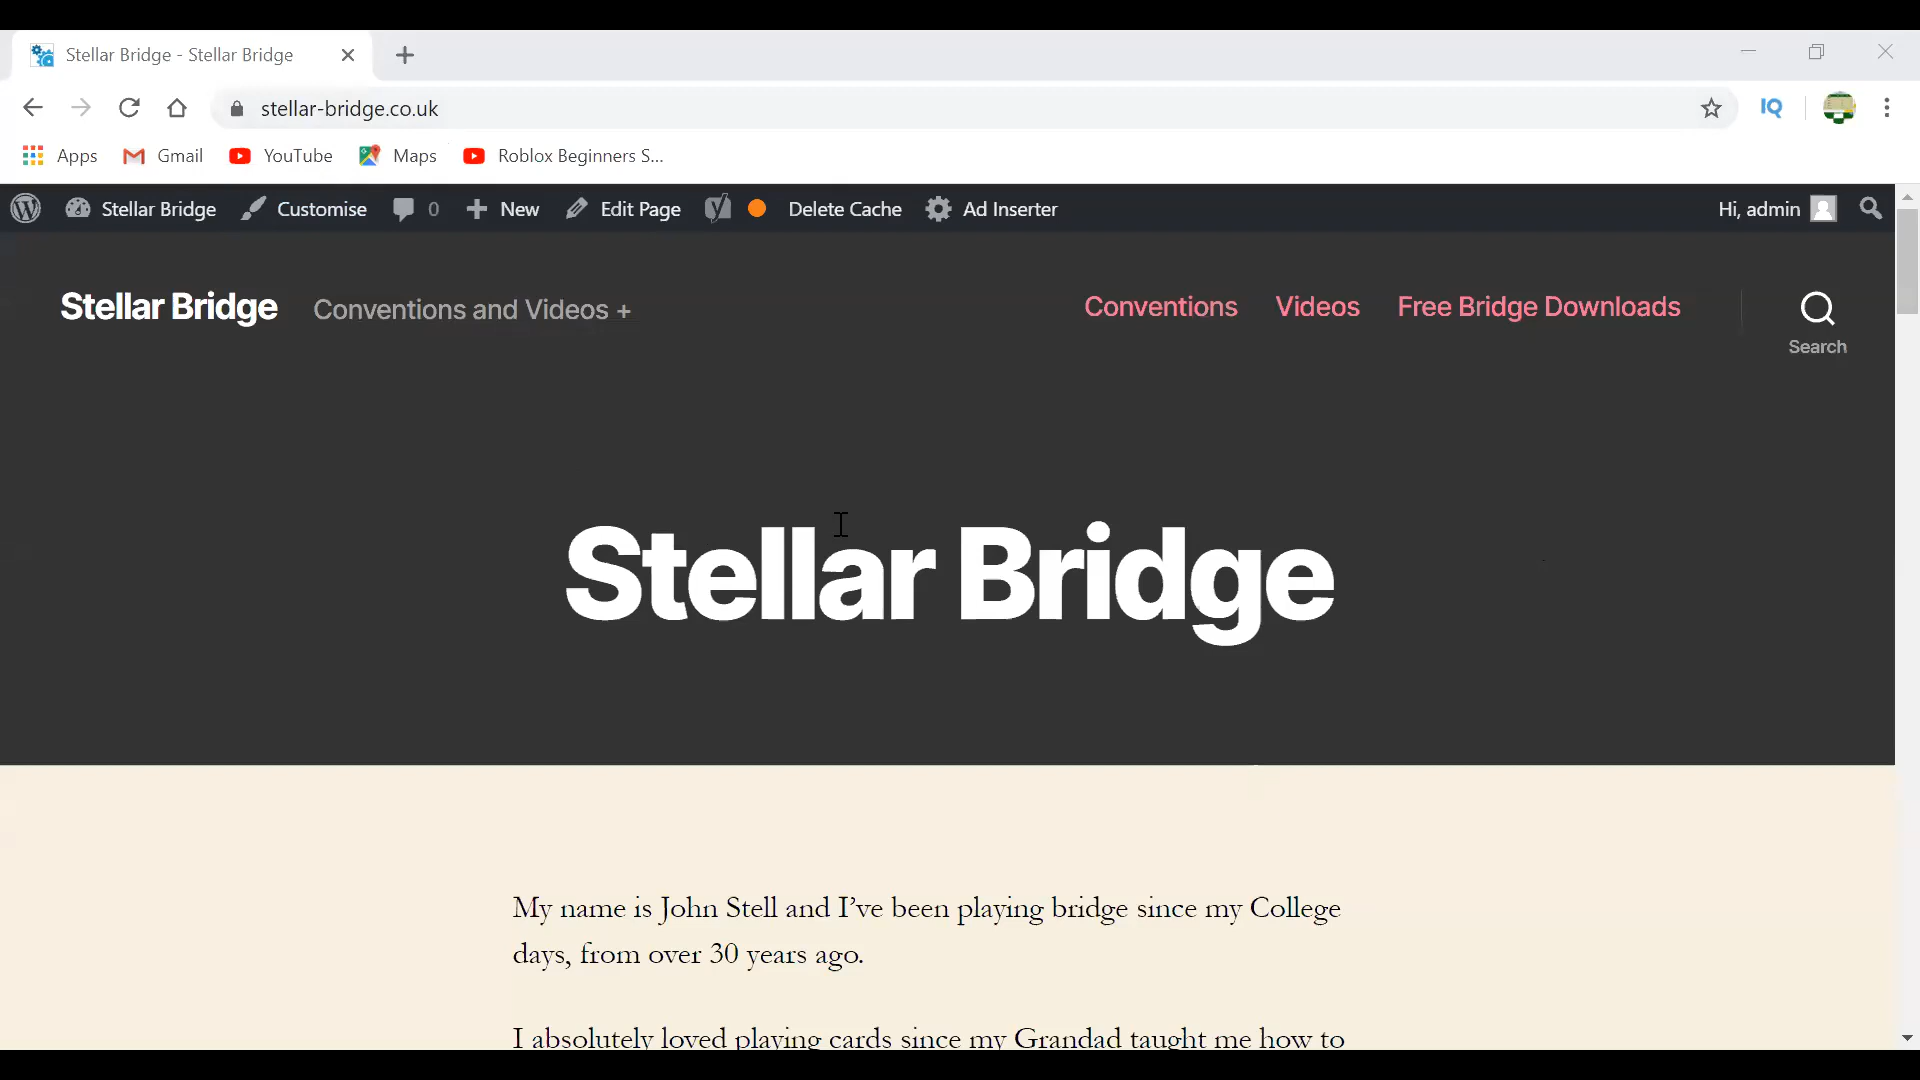 Stellar Bridge - Stellar Bridge
stellar-bridge.co.uk
IQ
Apps Gmail YouTube Maps Roblox Beginners S...
Stellar Bridge Customise 0 New Edit Page Delete Cache Ad Inserter Hi, admin
Stellar Bridge Conventions and Videos + Conventions Videos Free Bridge Downloads
Search
Stellar Bridge
My name is John Stell and I’ve been playing bridge since my College
days, from over 30 years ago.
I absolutely loved playing cards since my Grandad taught me how to